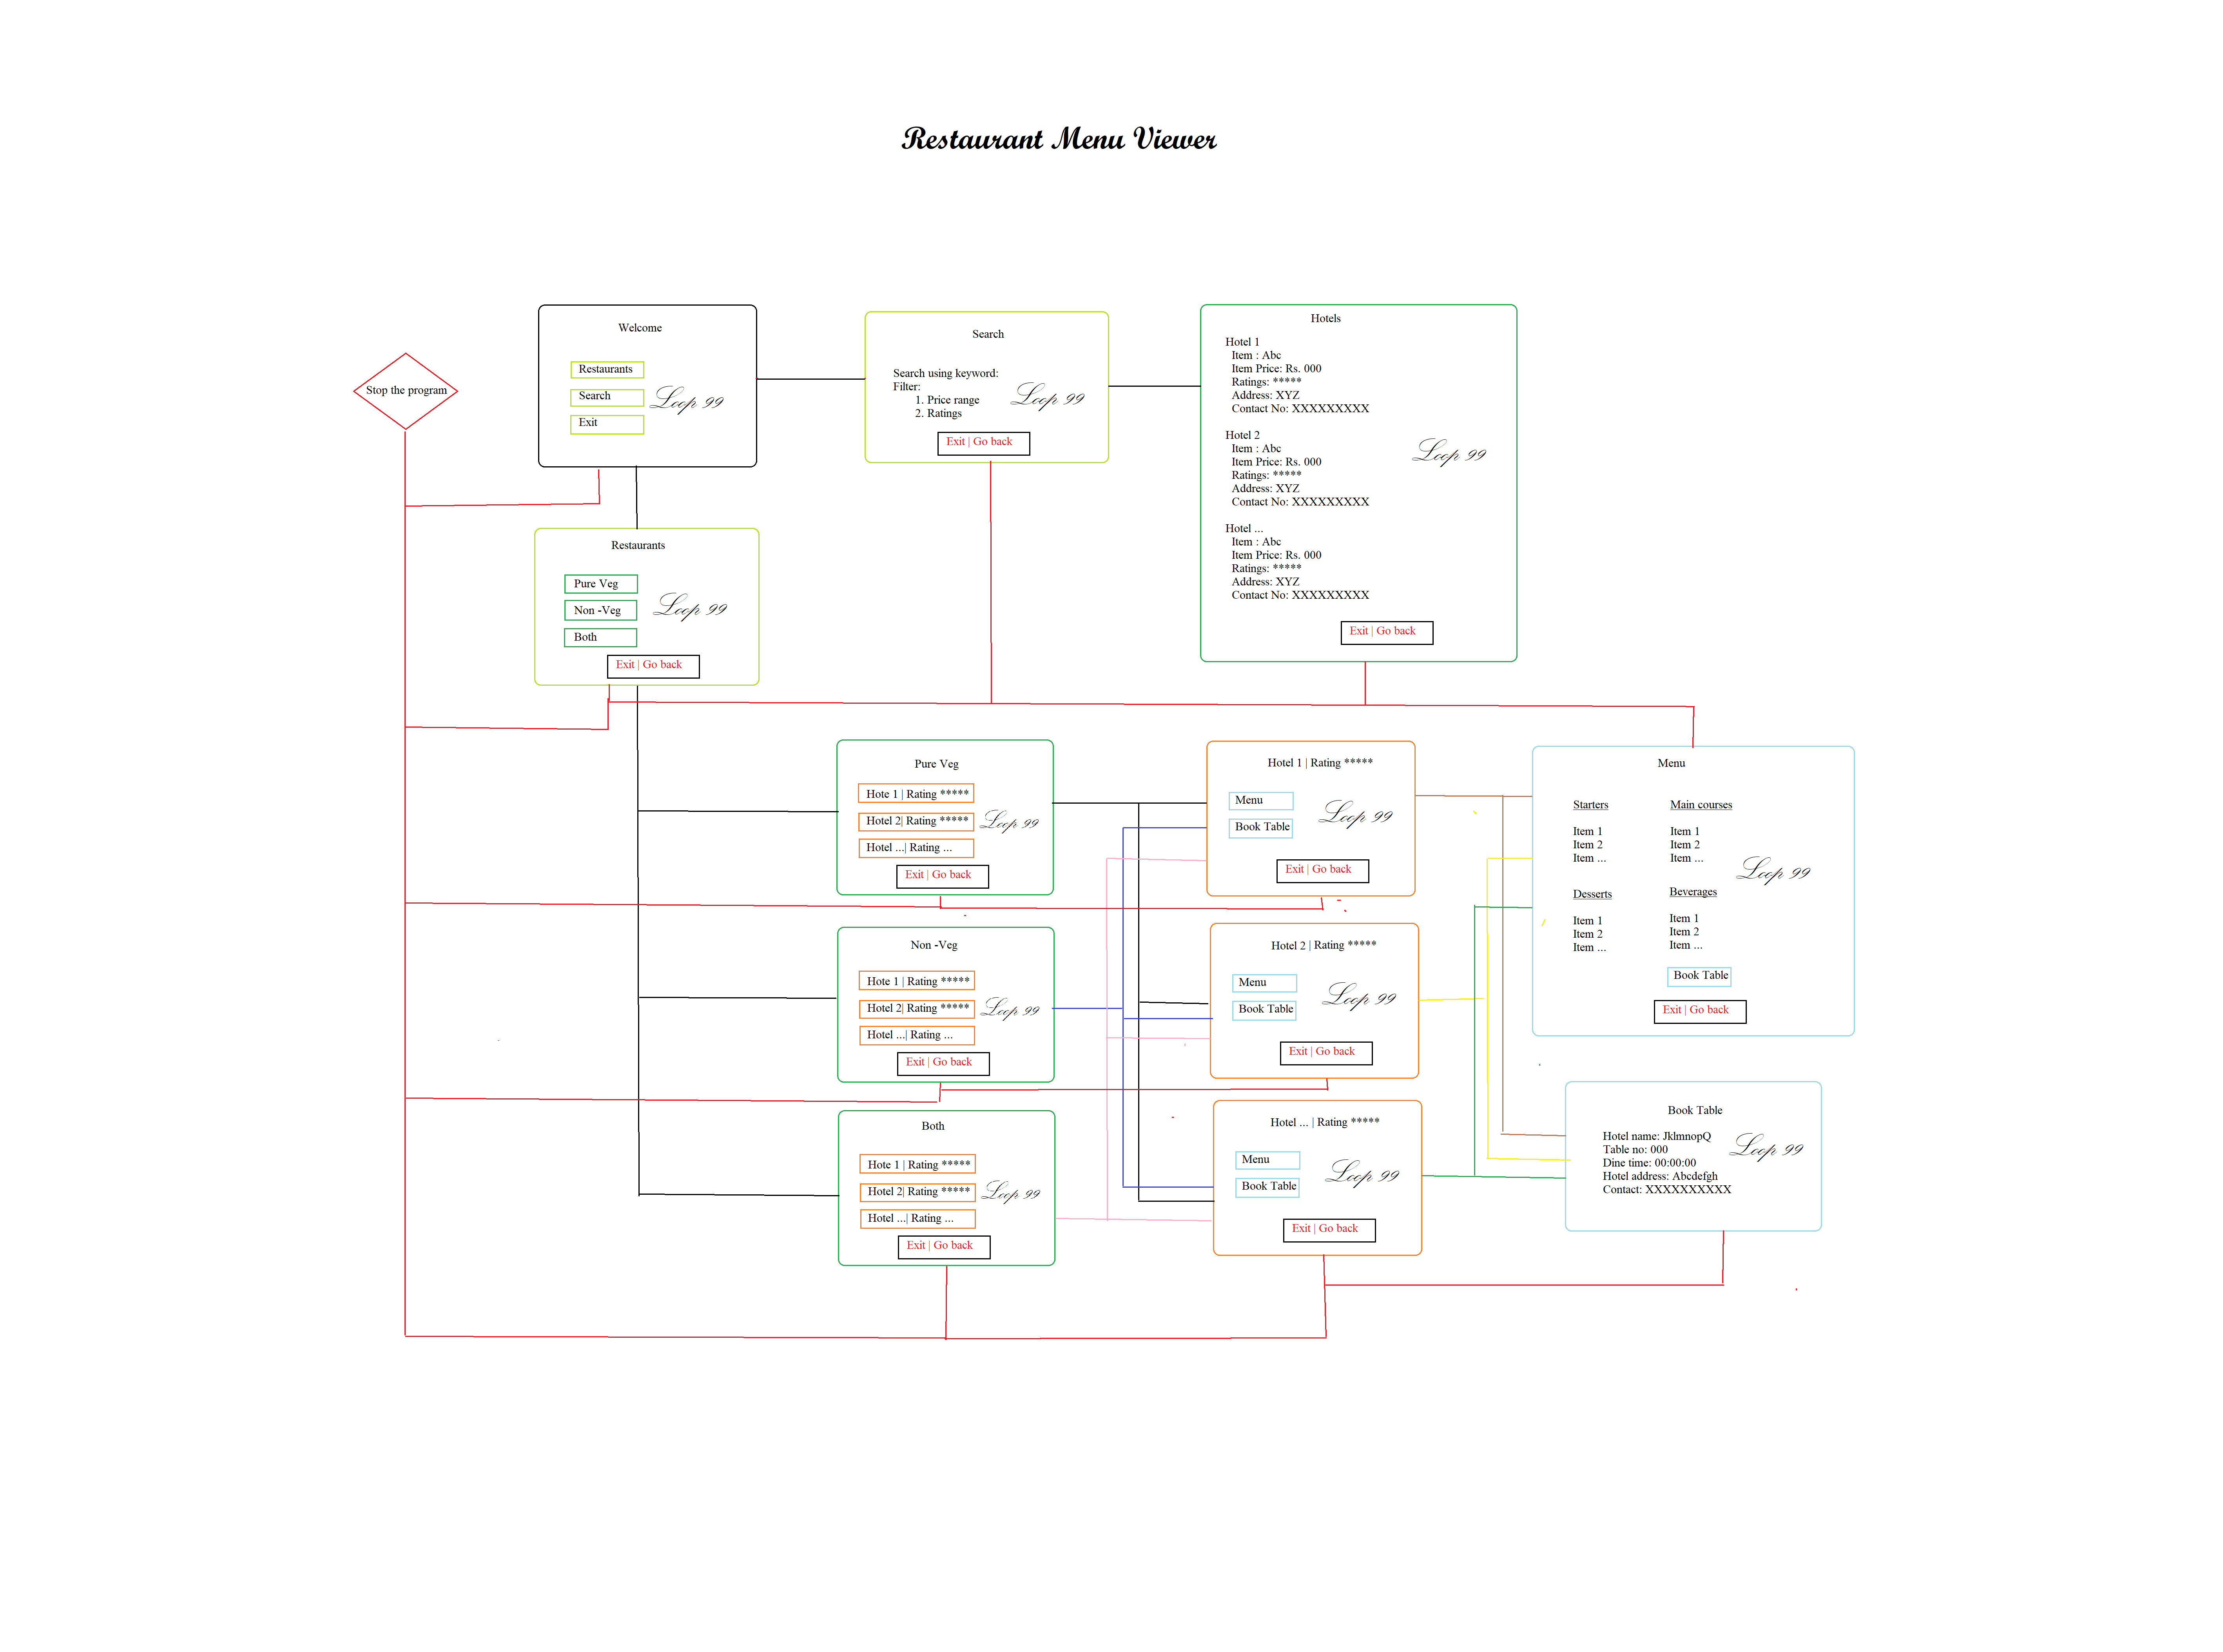 Restaurant Menu Viewer
Stop the program
Welcome
Restaurants
Search
Exit
Loop 99
Search
Search using keyword:
Filter:
1. Price range
2. Ratings
Loop 99
Exit | Go back
Hotels
Hotel 1
Item : Abc
Item Price: Rs. 000
Ratings: *****
Address: XYZ
Contact No: XXXXXXXXX
Hotel 2
Item : Abc
Item Price: Rs. 000
Ratings: *****
Address: XYZ
Contact No: XXXXXXXXX
Loop 99
Hotel ...
Item : Abc
Item Price: Rs. 000
Ratings: *****
Address: XYZ
Contact No: XXXXXXXXX
Exit | Go back
Restaurants
Pure Veg
Non -Veg
Both
Loop 99
Exit | Go back
Pure Veg
Hote 1 | Rating *****
Hotel 2| Rating *****
Hotel ...| Rating ...
Loop 99
Exit | Go back
Hotel 1 | Rating *****
Menu
Book Table
Loop 99
Exit | Go back
Menu
Starters
Item 1
Item 2
Item ...
Main courses
Item 1
Item 2
Item ...
Loop 99
Desserts
Item 1
Item 2
Item ...
Beverages
Item 1
Item 2
Item ...
Book Table
Exit | Go back
Non -Veg
Hote 1 | Rating *****
Hotel 2| Rating *****
Hotel ...| Rating ...
Loop 99
Exit | Go back
Hotel 2 | Rating *****
Menu
Book Table
Loop 99
Exit | Go back
Both
Hote 1 | Rating *****
Hotel 2| Rating *****
Hotel ...| Rating ...
Loop 99
Exit | Go back
Hotel ... | Rating *****
Menu
Book Table
Loop 99
Exit | Go back
Book Table
Hotel name: JklmnopQ
Table no: 000
Dine time: 00:00:00
Hotel address: Abcdefgh
Contact: XXXXXXXXXX
Loop 99